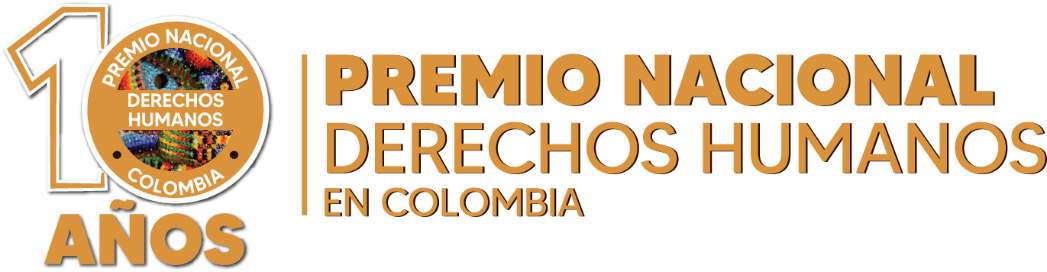 10
PREMIO NACIONAL
DERECHOS
HUMANOS
COLOMBIA
AÑOS
PREMIO NACIONAL
DERECHOS HUMANOS
EN COLOMBIA